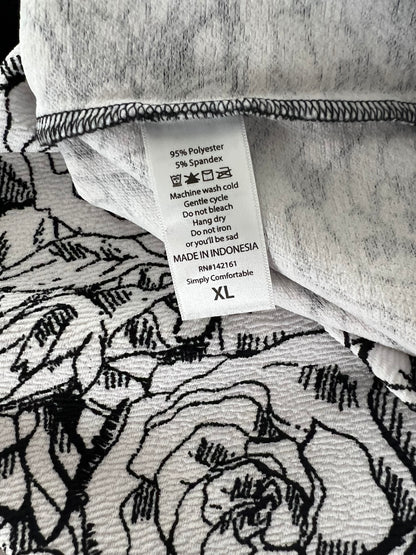 95% Polyester
5% Spandex
Machine wash cold
Gentle cycle
Do not bleach
Hang dry
Do not iron
or you'll be sad
MADE IN INDONESIA
RN#142161
Simply Comfortable
XL